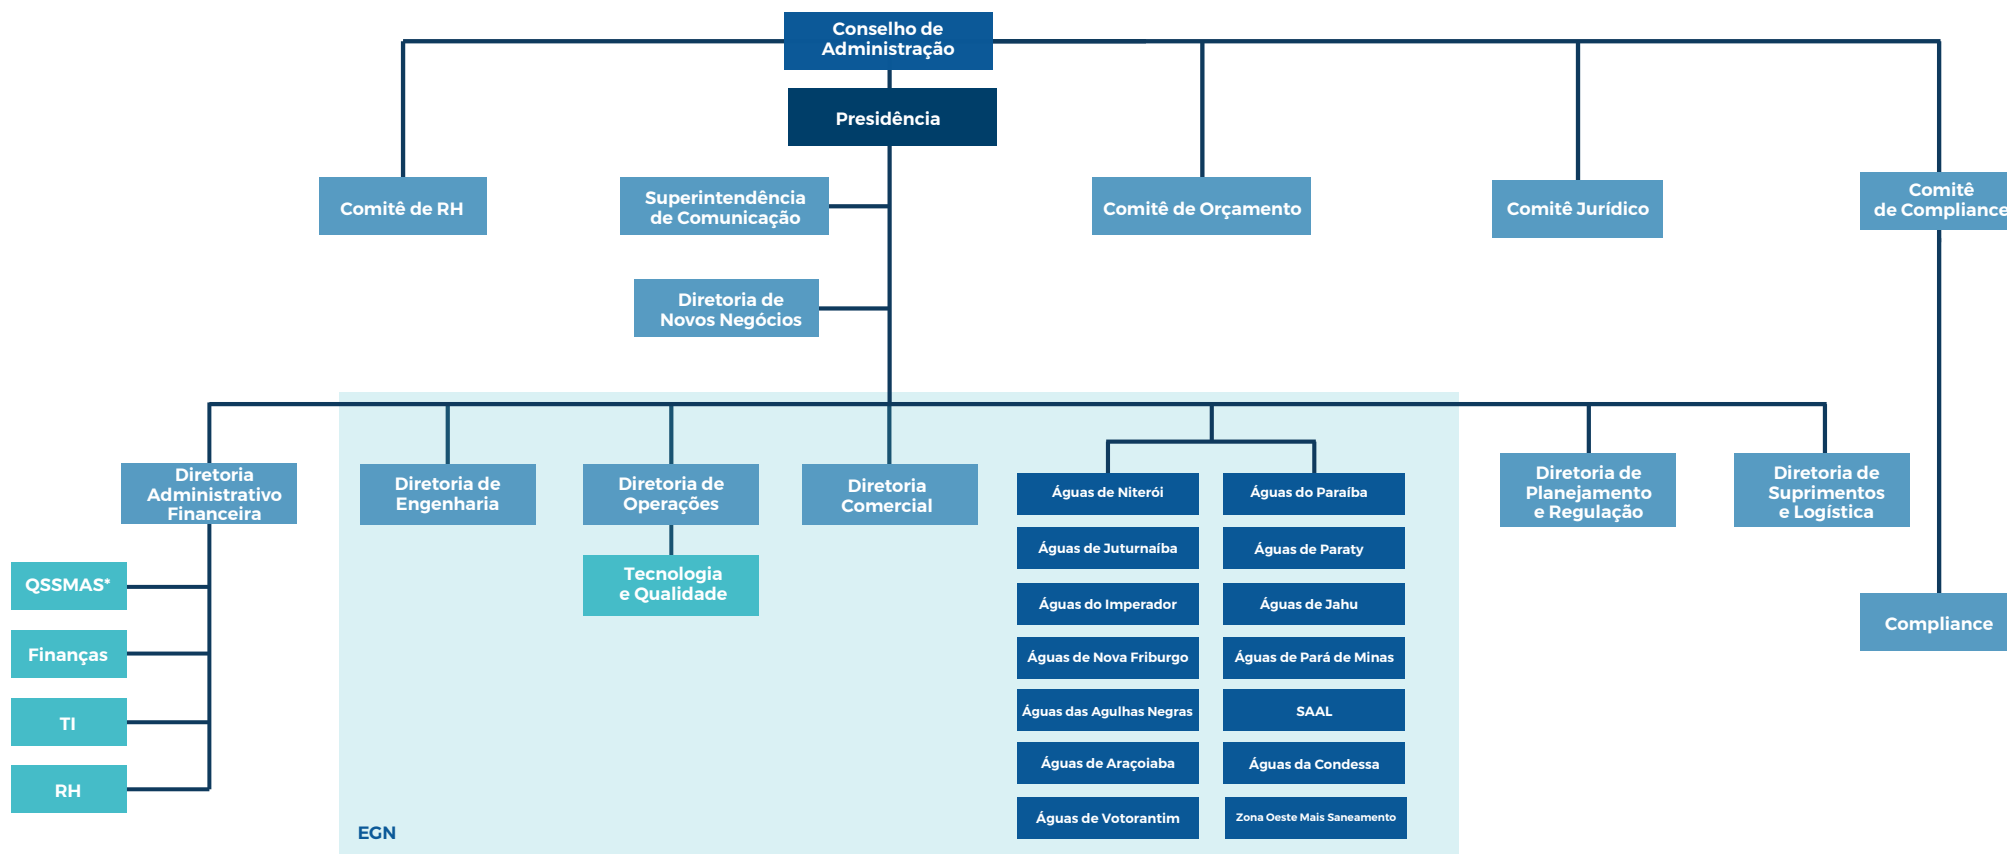 Conselho de
Administração
Presidência
Comitê de RH
Superintendência
de Comunicação
Comitê de Orçamento
Comitê Jurídico
Comitê
de Compliance
Diretoria de
Novos Negócios
Diretoria
Administrativo
Financeira
Diretoria de
Engenharia
Diretoria de
Operações
Diretoria
Comercial
Diretoria de
Planejamento
e Regulação
Diretoria de
Suprimentos
e Logística
Tecnologia
e Qualidade
QSSMAS*
Finanças
TI
RH
Águas de Niterói
Águas do Paraíba
Águas de Juturnaíba
Águas de Paraty
Águas do Imperador
Águas de Jahu
Águas de Nova Friburgo
Águas de Pará de Minas
Águas das Agulhas Negras
SAAL
Águas de Araçoiaba
Águas da Condessa
Águas de Votorantim
Zona Oeste Mais Saneamento
Compliance
EGN